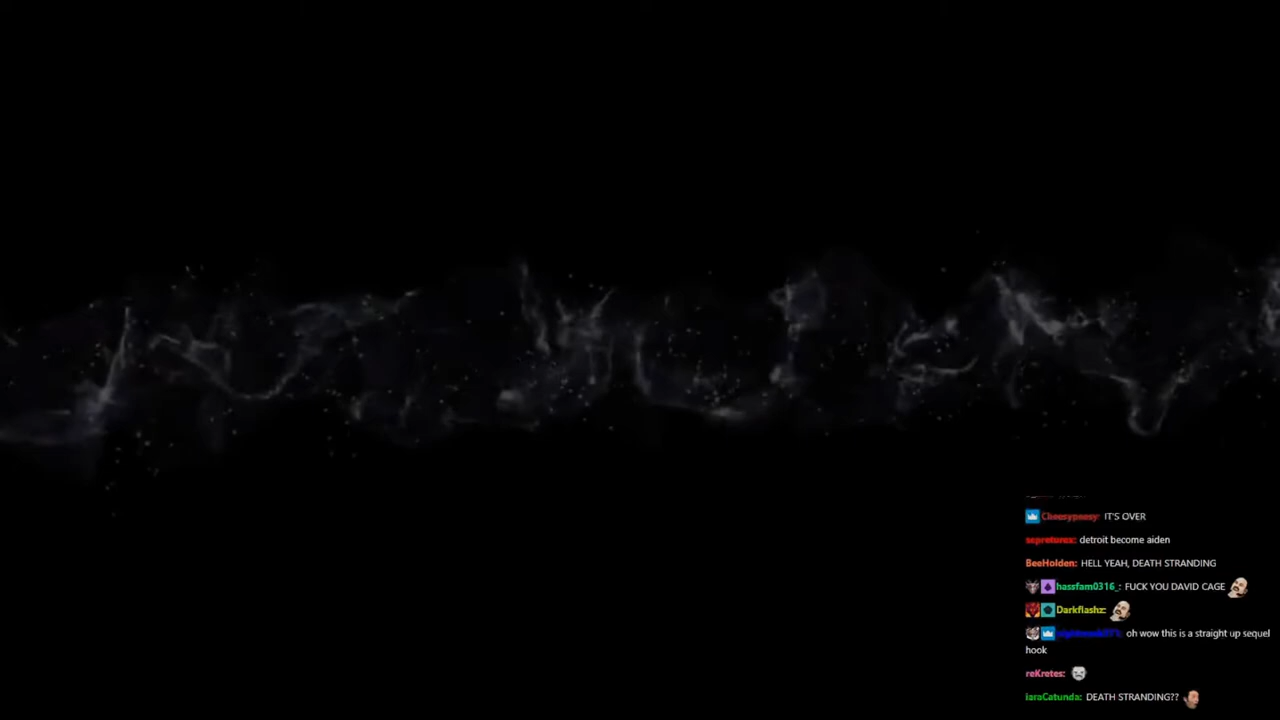 Cheesypoosy: IT'S OVER
sepreturex: detroit become aiden
BeeHolden: HELL YEAH, DEATH STRANDING
hassfam0316_: FUCK YOU DAVID CAGE
Darkflashz:
oh wow this is a straight up sequel
hook
reKretes:
iaraCatunda: DEATH STRANDING??